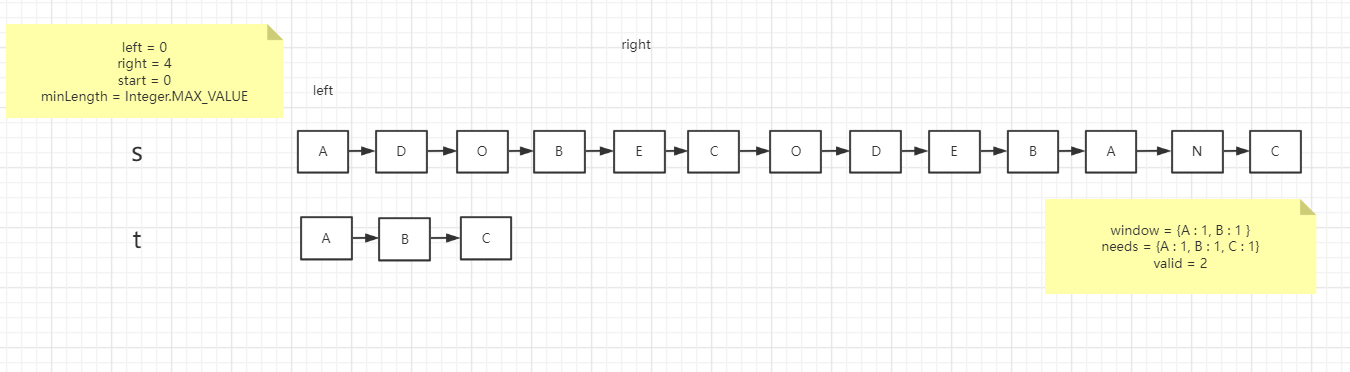 left = 0
right = 4
start = 0
minLength = Integer.MAX_VALUE
right
left
s
A D O B E C O D E B A N C
t
A B C
window = {A : 1, B : 1 }
needs = {A : 1, B : 1, C : 1}
valid = 2